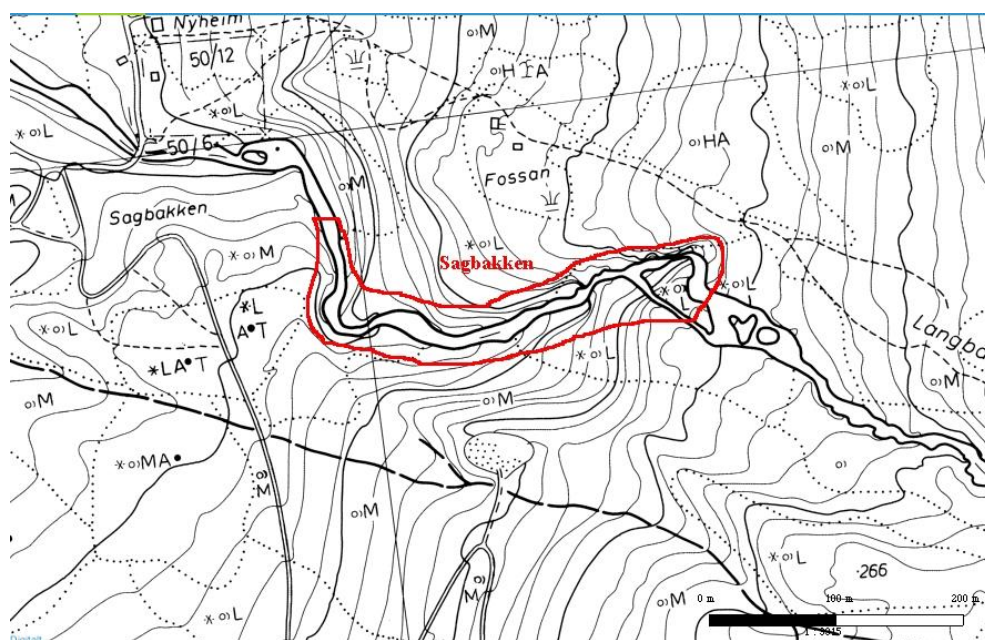 Nyheim
50/12
o)M
o)H I A
*o)L
*o)L
*o)L
50/6
o)M
o)HA
o)M
Fossan
Sagbakken
*o)L
Sagbakken
*o)M
*o)L
*o)L
*L
A•T
Langba
*o)L
*LA•T
*o)L
o)M
o)M
o)M
*o)MA•
o)
o)M
o)M
*o)L
266
o)M
*o)L
o)M
0 m 100 m 200 m